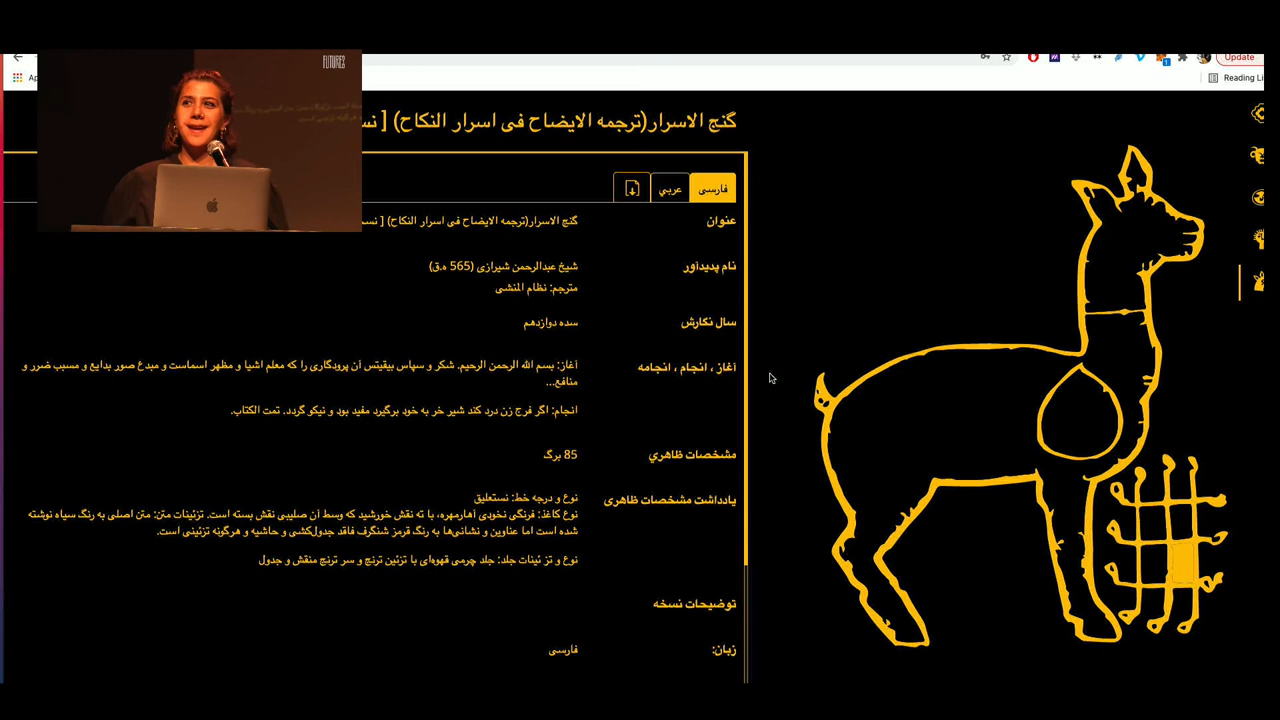 FUTURES
Update
Reading Li
گنج الاسرار(ترجمه الایضاح فی اسرار النکاح) [
فارسی
عربي
عنوان
گنج الاسرار(ترجمه الایضاح فی اسرار النکاح) [
نام پدیدآور
شیخ عبدالرحمن شیرازی (565 ه.ق)
مترجم: نظام المنشی
سال نگارش
سده دوازدهم
آغاز ، انجام ، انجامه
آغاز: بسم الله الرحمن الرحیم. شکر و سپاس بیقیتس آن پرودگاری را که معلم اشیا و مظهر اسماست و مبدع صور بدایع و مسبب ضرر و
منافع...
انجام: اگر فرج زن درد کند شیر خر به خود برگیرد مفید بود و نیکو گردد. تمت الکتاب.
مشخصات ظاهري
85 برگ
یادداشت مشخصات ظاهری
نوع و درجه خط: نستعلیق
نوع کاغذ: فرنگی نخودی آهارمهره، با ته نقش خورشید که وسط آن صلیبی نقش بسته است. تزئینات متن: متن اصلی به رنگ سیاه نوشته
شده است اما عناوین و نشانی‌ها به رنگ قرمز شنگرف فاقد جدول‌کشی و حاشیه و هرگونه تزئینی است.
نوع و تز ئینات جلد: جلد چرمی قهوه‌ای با تزئین ترنج و سر ترنج منقش و جدول
توضیحات نسخه
زبان:
فارسی